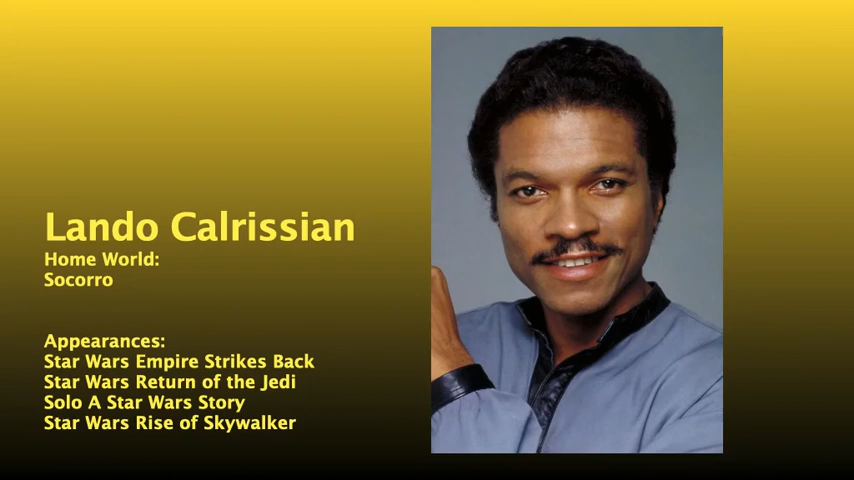 Lando Calrissian
Home World:
Socorro
Appearances:
Star Wars Empire Strikes Back
Star Wars Return of the Jedi
Solo A Star Wars Story
Star Wars Rise of Skywalker